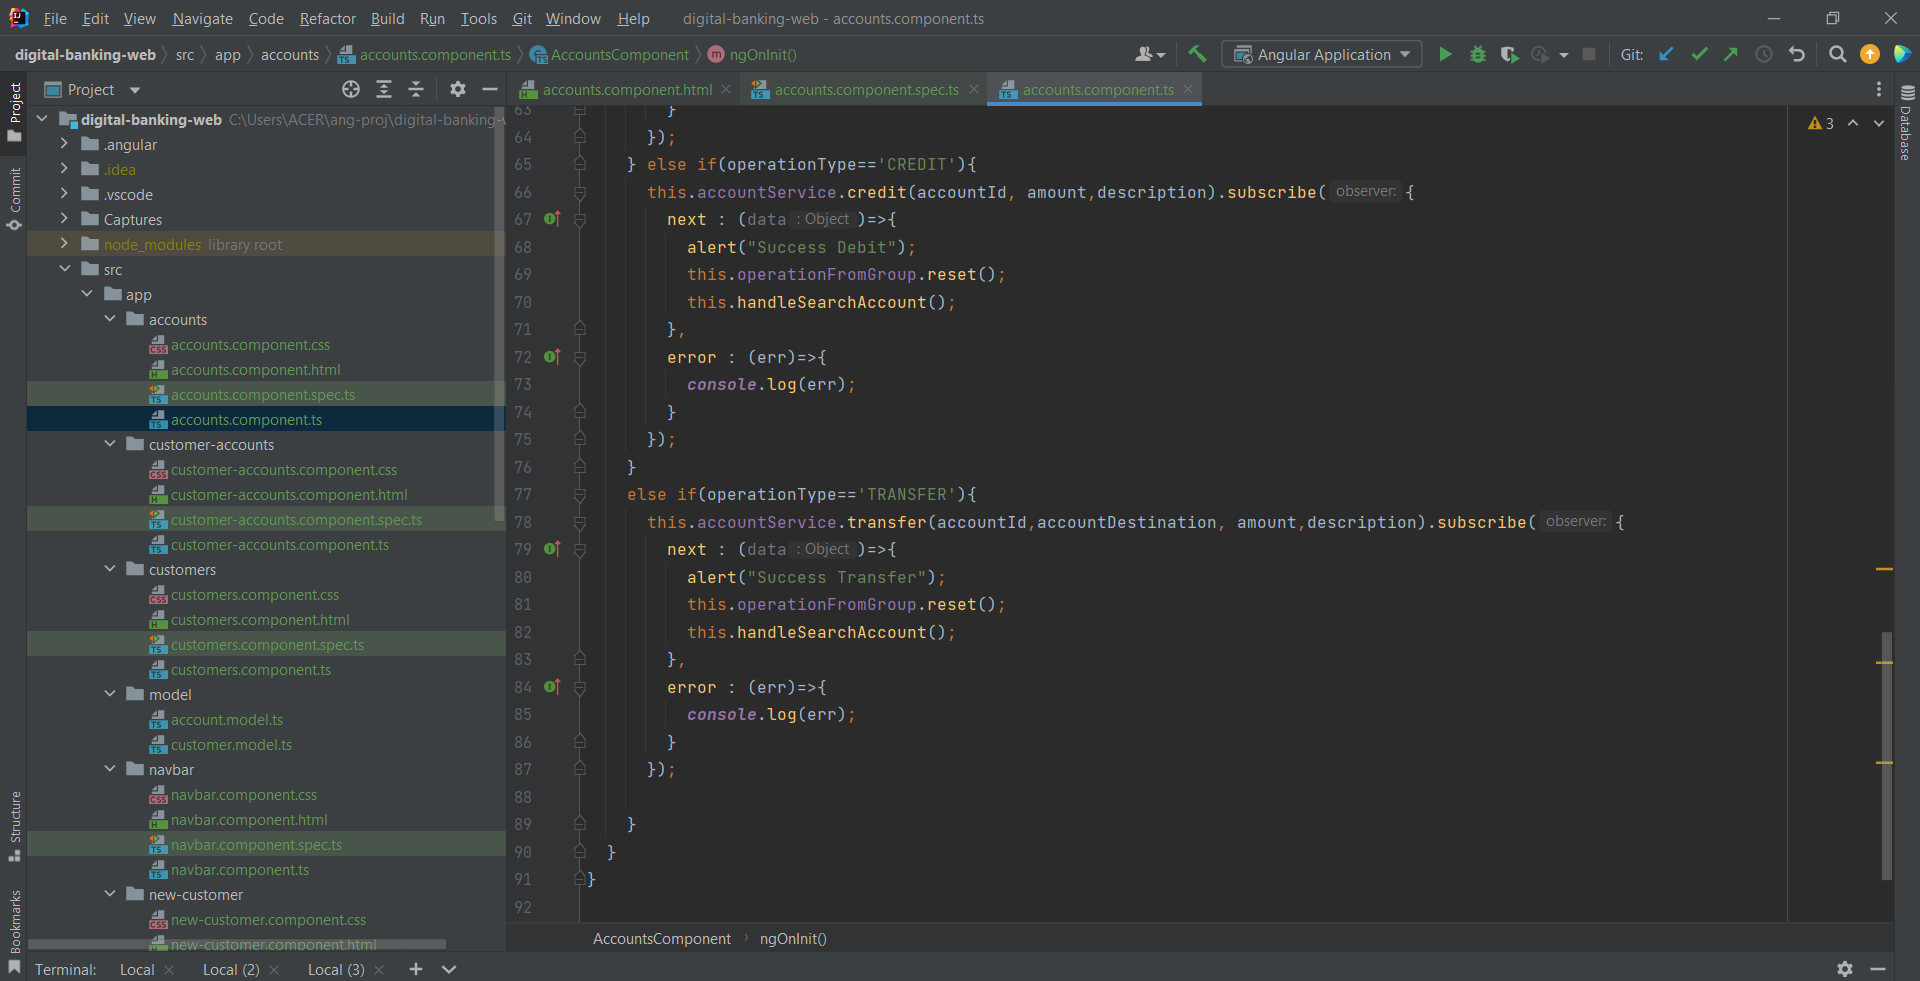 File Edit View Navigate Code Refactor Build Run Tools Git Window Help digital-banking-web - accounts.component.ts
digital-banking-web src app accounts accounts.component.ts AccountsComponent ngOnInit() Angular Application Git:
Project
accounts.component.html accounts.component.spec.ts accounts.component.ts
Project
Commit
Structure
Bookmarks
Database
digital-banking-web C:\Users\ACER\ang-proj\digital-banking-
.angular
.idea
.vscode
Captures
node_modules library root
src
app
accounts
accounts.component.css
accounts.component.html
accounts.component.spec.ts
accounts.component.ts
customer-accounts
customer-accounts.component.css
customer-accounts.component.html
customer-accounts.component.spec.ts
customer-accounts.component.ts
customers
customers.component.css
customers.component.html
customers.component.spec.ts
customers.component.ts
model
account.model.ts
customer.model.ts
navbar
navbar.component.css
navbar.component.html
navbar.component.spec.ts
navbar.component.ts
new-customer
new-customer.component.css
new-customer.component.html
3
63 }
64 });
65 } else if(operationType=='CREDIT'){
66 this.accountService.credit(accountId, amount,description).subscribe( observer: {
67 next : (data : Object )=>{
68 alert("Success Debit");
69 this.operationFromGroup.reset();
70 this.handleSearchAccount();
71 },
72 error : (err)=>{
73 console.log(err);
74 }
75 });
76 }
77 else if(operationType=='TRANSFER'){
78 this.accountService.transfer(accountId,accountDestination, amount,description).subscribe( observer: {
79 next : (data : Object )=>{
80 alert("Success Transfer");
81 this.operationFromGroup.reset();
82 this.handleSearchAccount();
83 },
84 error : (err)=>{
85 console.log(err);
86 }
87 });
88
89 }
90 }
91 }
92
AccountsComponent ngOnInit()
Terminal: Local Local (2) Local (3)